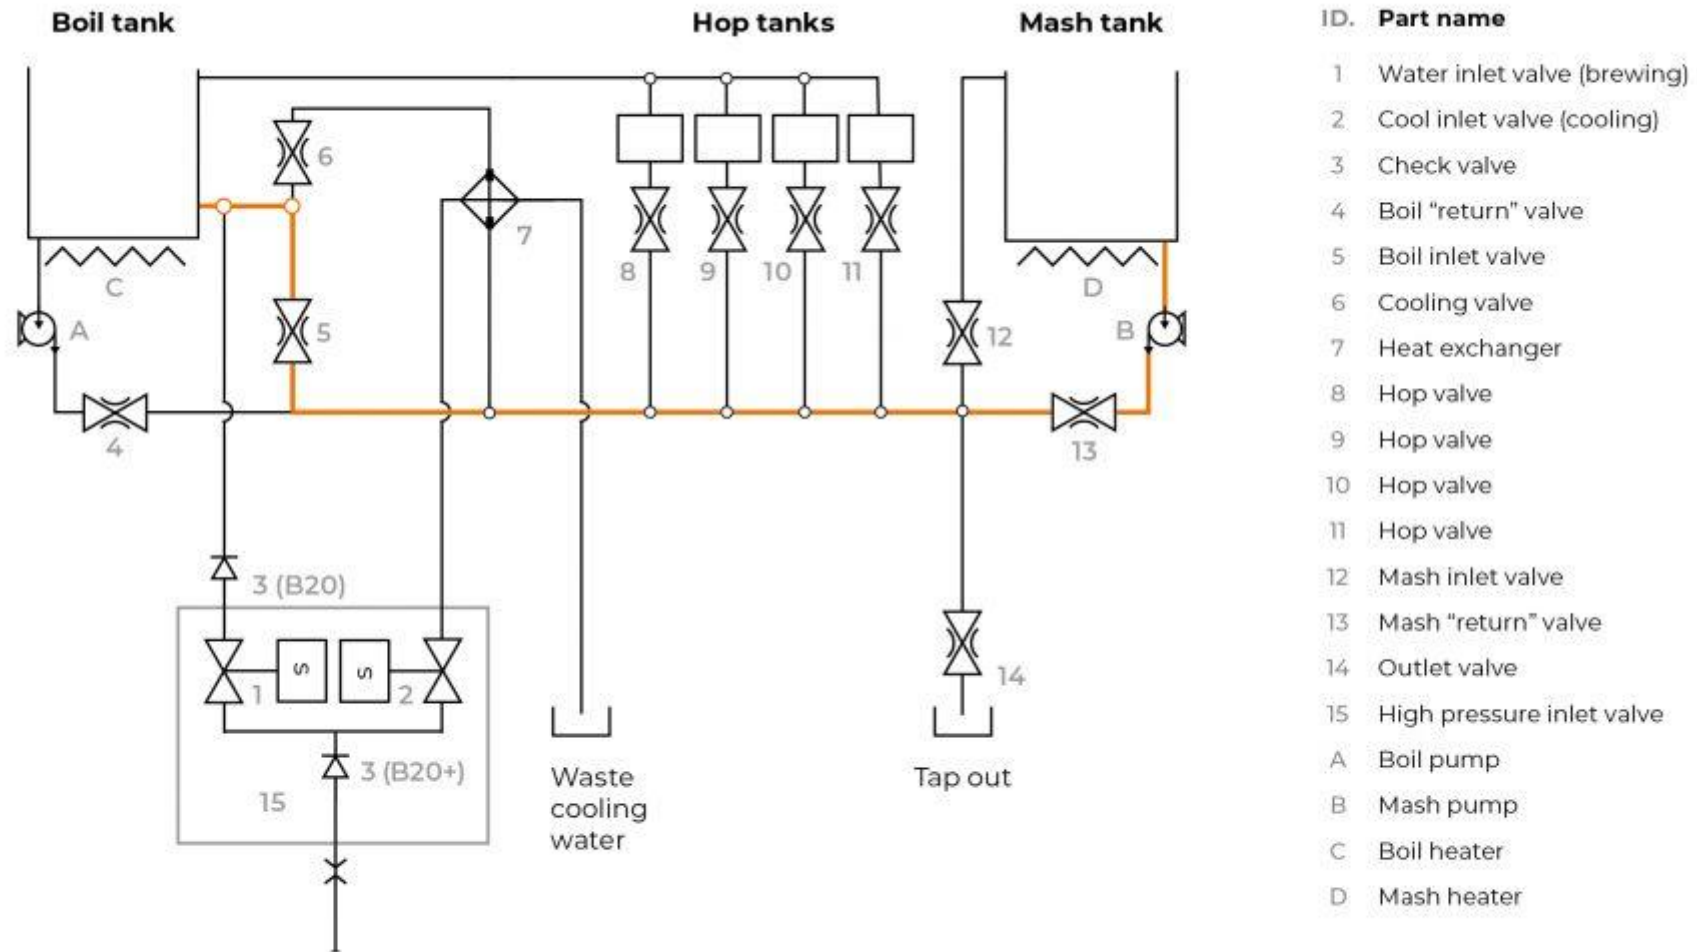 Boil tank
Hop tanks
Mash tank
6
7
C
8
9
10
11
D
A
5
12
B
4
13
3 (B20)
1
S
S
2
14
3 (B20+)
15
Waste
cooling
water
Tap out
ID. Part name
1 Water inlet valve (brewing)
2 Cool inlet valve (cooling)
3 Check valve
4 Boil “return” valve
5 Boil inlet valve
6 Cooling valve
7 Heat exchanger
8 Hop valve
9 Hop valve
10 Hop valve
11 Hop valve
12 Mash inlet valve
13 Mash “return” valve
14 Outlet valve
15 High pressure inlet valve
A Boil pump
B Mash pump
C Boil heater
D Mash heater